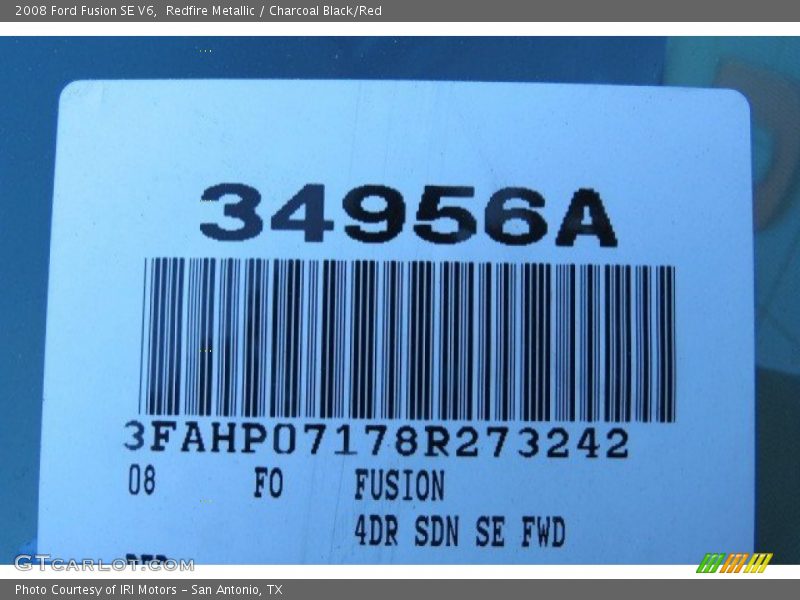 2008 Ford Fusion SE V6,  Redfire Metallic / Charcoal Black/Red
34956A
3FAHP07178R273242
08 FO FUSION
4DR SDN SE FWD
GTcarlot.com
Photo Courtesy of IRI Motors - San Antonio, TX